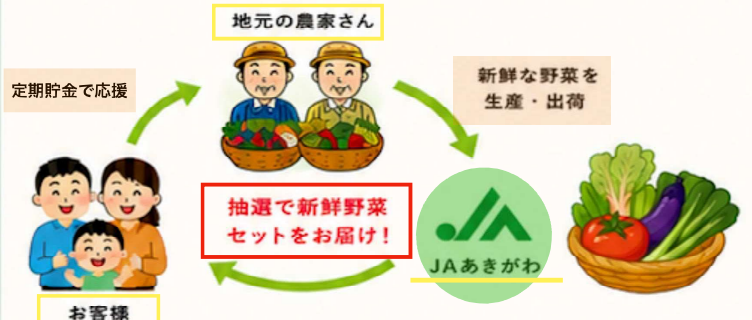 地元の農家さん
定期貯金で応援
新鮮な野菜を
生産・出荷
抽選で新鮮野菜
セットをお届け!
JA
JAあきがわ
お客様